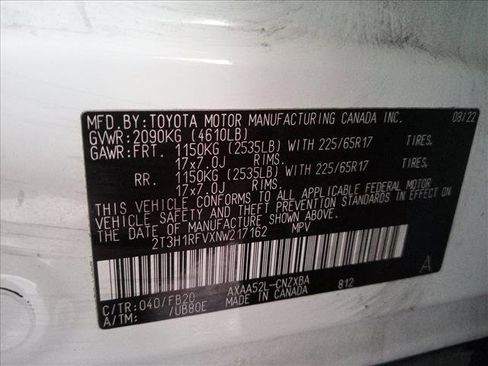 MFD. BY: TOYOTA MOTOR MANUFACTURING CANADA INC. 08/22
GVWR: 2090KG (4610LB)
GAWR: FRT. 1150KG (2535LB) WITH 225/65R17 TIRES.
17x7.0J RIMS.
RR. 1150KG (2535LB) WITH 225/65R17 TIRES.
17x7.0J RIMS.
THIS VEHICLE CONFORMS TO ALL APPLICABLE FEDERAL MOTOR
VEHICLE SAFETY AND THEFT PREVENTION STANDARDS IN EFFECT
ON THE DATE OF MANUFACTURE SHOWN ABOVE.
2T3H1RFVXNW217162 MPV
C/TR: 040/FB20 AXAA52L-CNZXBA 812 A
A/TM: /UB80E MADE IN CANADA